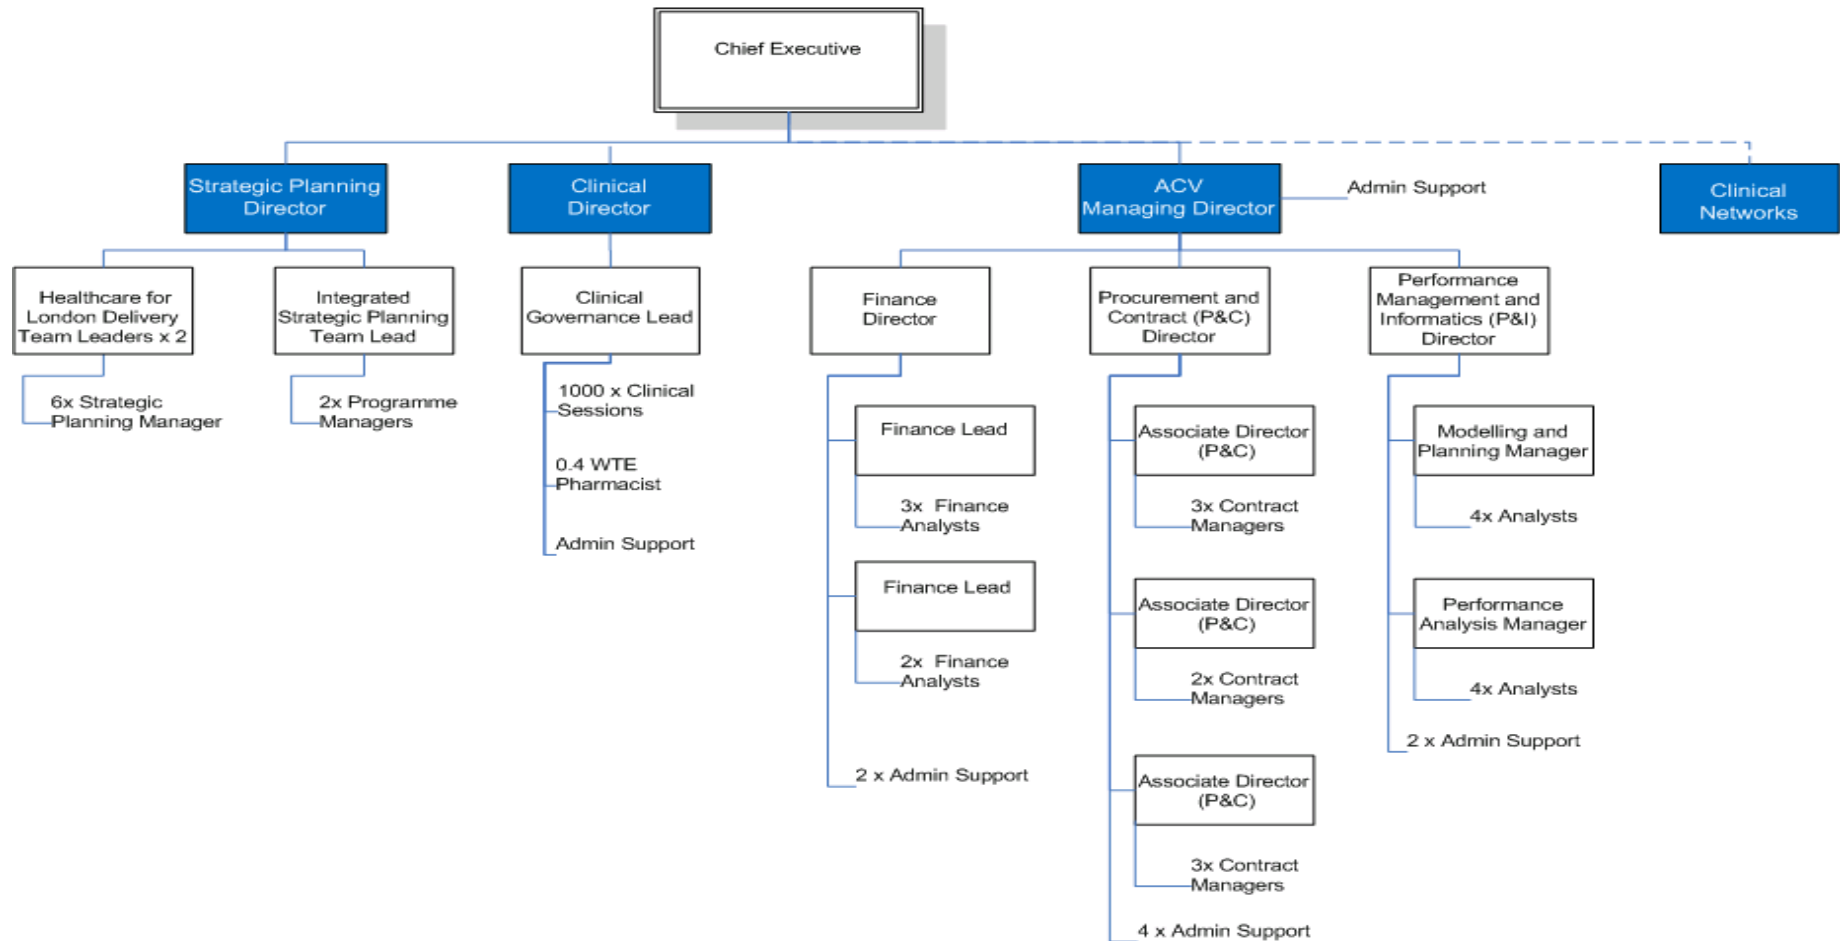 Chief Executive
Strategic Planning
Director
Clinical
Director
ACV
Managing Director
Admin Support
Clinical
Networks
Healthcare for
London Delivery
Team Leaders x 2
Integrated
Strategic Planning
Team Lead
Clinical
Governance Lead
Finance
Director
Procurement and
Contract (P&C)
Director
Performance
Management and
Informatics (P&I)
Director
6x Strategic
Planning Manager
2x Programme
Managers
1000 x Clinical
Sessions
0.4 WTE
Pharmacist
Admin Support
Finance Lead
3x Finance
Analysts
Finance Lead
2x Finance
Analysts
2 x Admin Support
Associate Director
(P&C)
3x Contract
Managers
Associate Director
(P&C)
2x Contract
Managers
Associate Director
(P&C)
3x Contract
Managers
4 x Admin Support
Modelling and
Planning Manager
4x Analysts
Performance
Analysis Manager
4x Analysts
2 x Admin Support